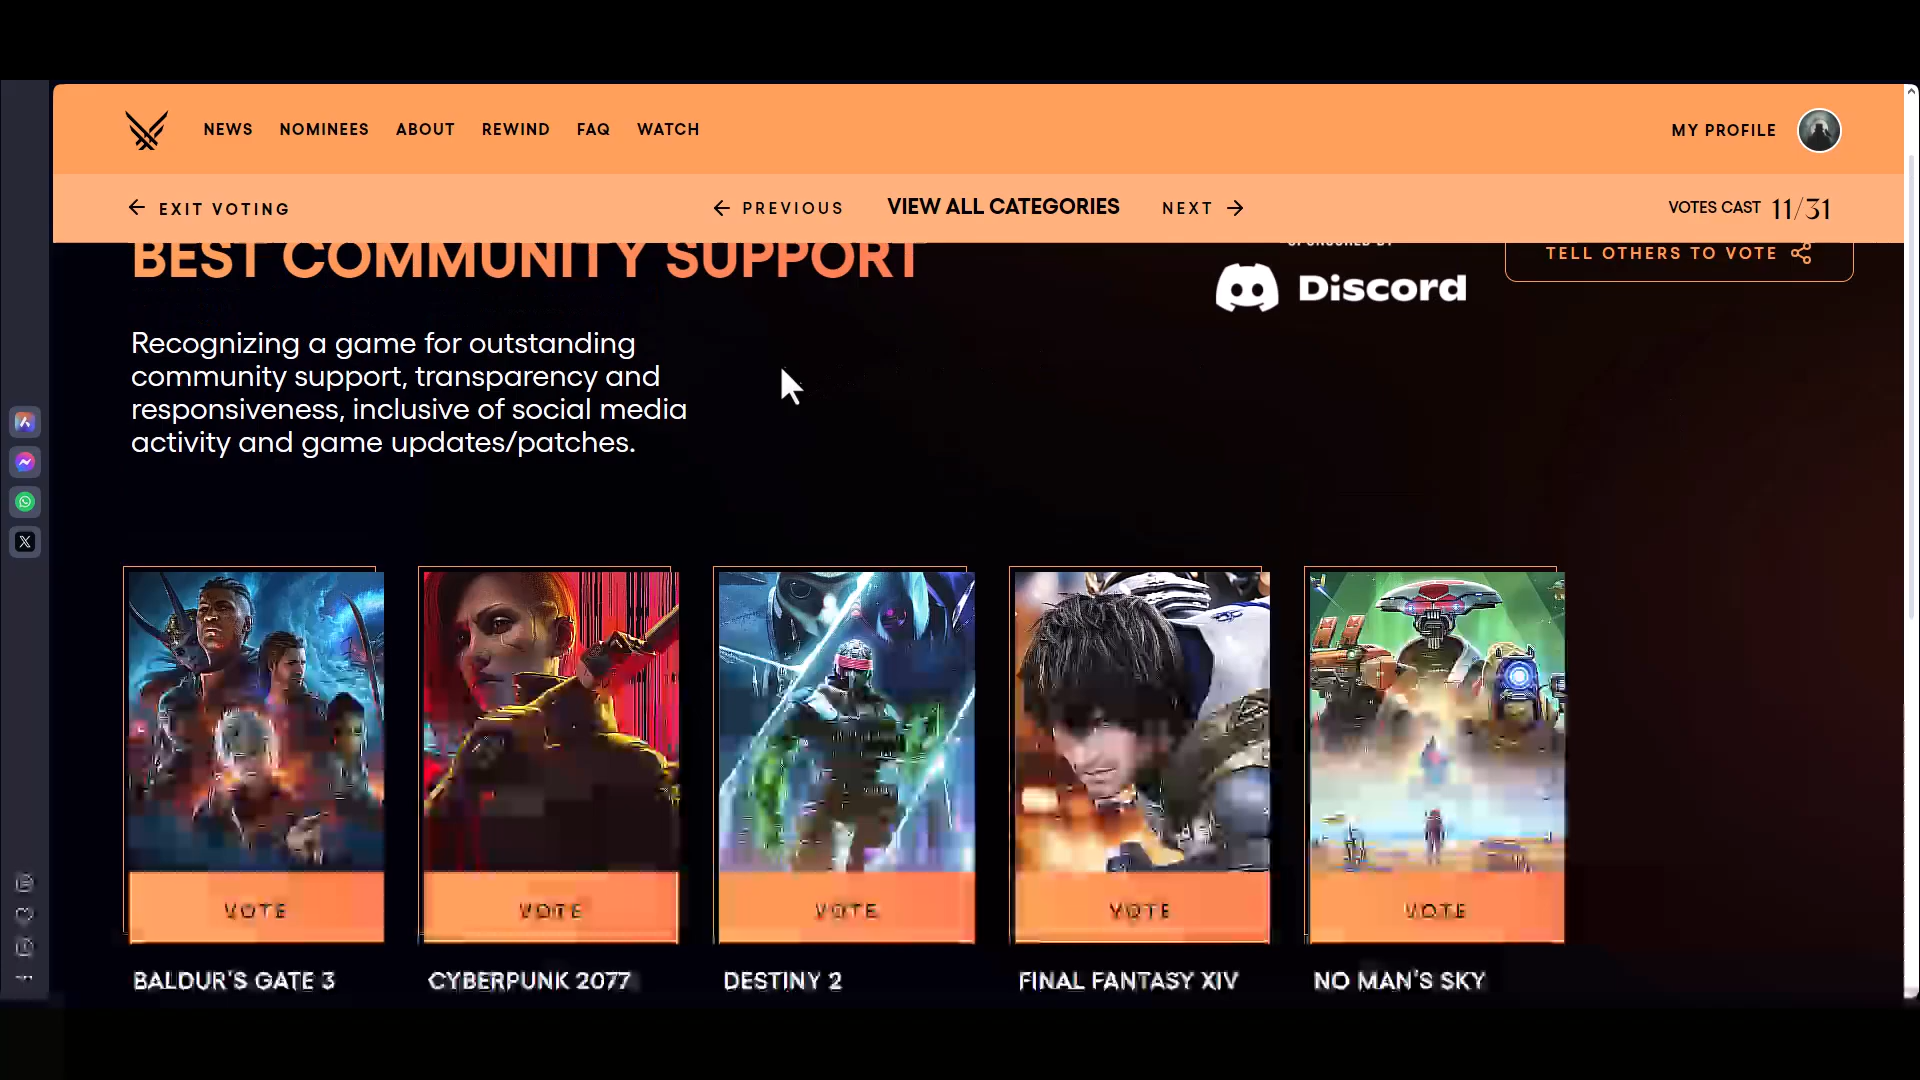 NEWS NOMINEES ABOUT REWIND FAQ WATCH MY PROFILE
EXIT VOTING PREVIOUS VIEW ALL CATEGORIES NEXT VOTES CAST 11/31
BEST COMMUNITY SUPPORT
SPONSORED BY
Discord
TELL OTHERS TO VOTE
Recognizing a game for outstanding
community support, transparency and
responsiveness, inclusive of social media
activity and game updates/patches.
VOTE VOTE VOTE VOTE VOTE
BALDUR'S GATE 3 CYBERPUNK 2077 DESTINY 2 FINAL FANTASY XIV NO MAN'S SKY